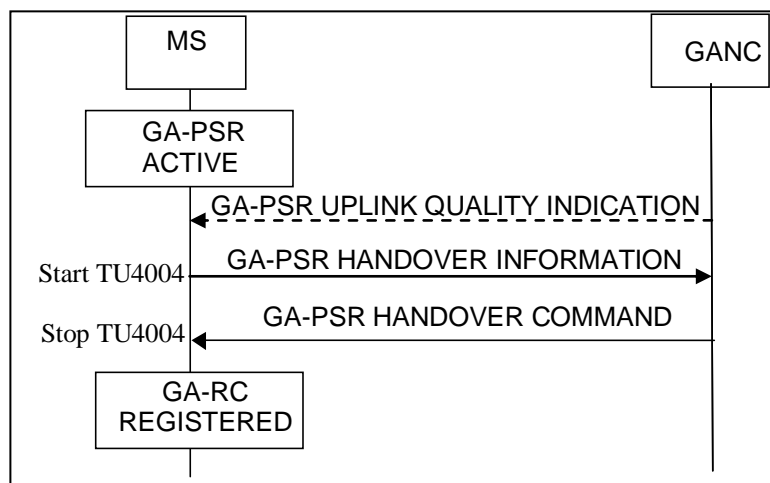 MS
GANC
GA-PSR
ACTIVE
GA-PSR UPLINK QUALITY INDICATION
Start TU4004
GA-PSR HANDOVER INFORMATION
GA-PSR HANDOVER COMMAND
Stop TU4004
GA-RC
REGISTERED